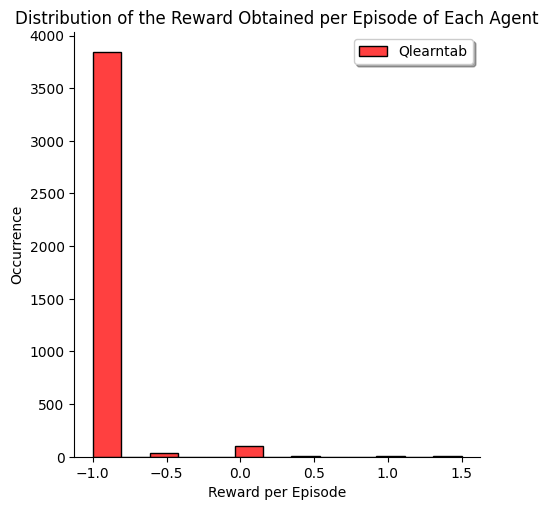 Distribution of the Reward Obtained per Episode of Each Agent
Qlearntab
Occurrence
4000
3500
3000
2500
2000
1500
1000
500
0
−1.0 −0.5 0.0 0.5 1.0 1.5
Reward per Episode